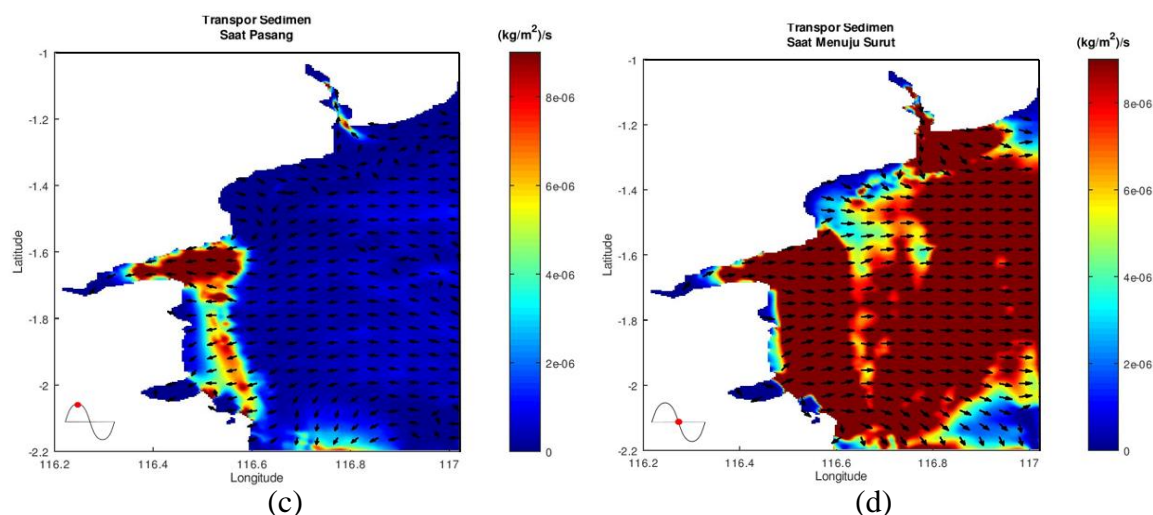 Transpor Sedimen
Saat Pasang
(kg/m²)/s
-1
-1.2
-1.4
-1.6
-1.8
-2
-2.2
Latitude
116.2
116.4
116.6
116.8
117
Longitude
8e-06
6e-06
4e-06
2e-06
0
(c)
Transpor Sedimen
Saat Menuju Surut
(kg/m²)/s
-1
-1.2
-1.4
-1.6
-1.8
-2
-2.2
Latitude
116.2
116.4
116.6
116.8
117
Longitude
8e-06
6e-06
4e-06
2e-06
0
(d)